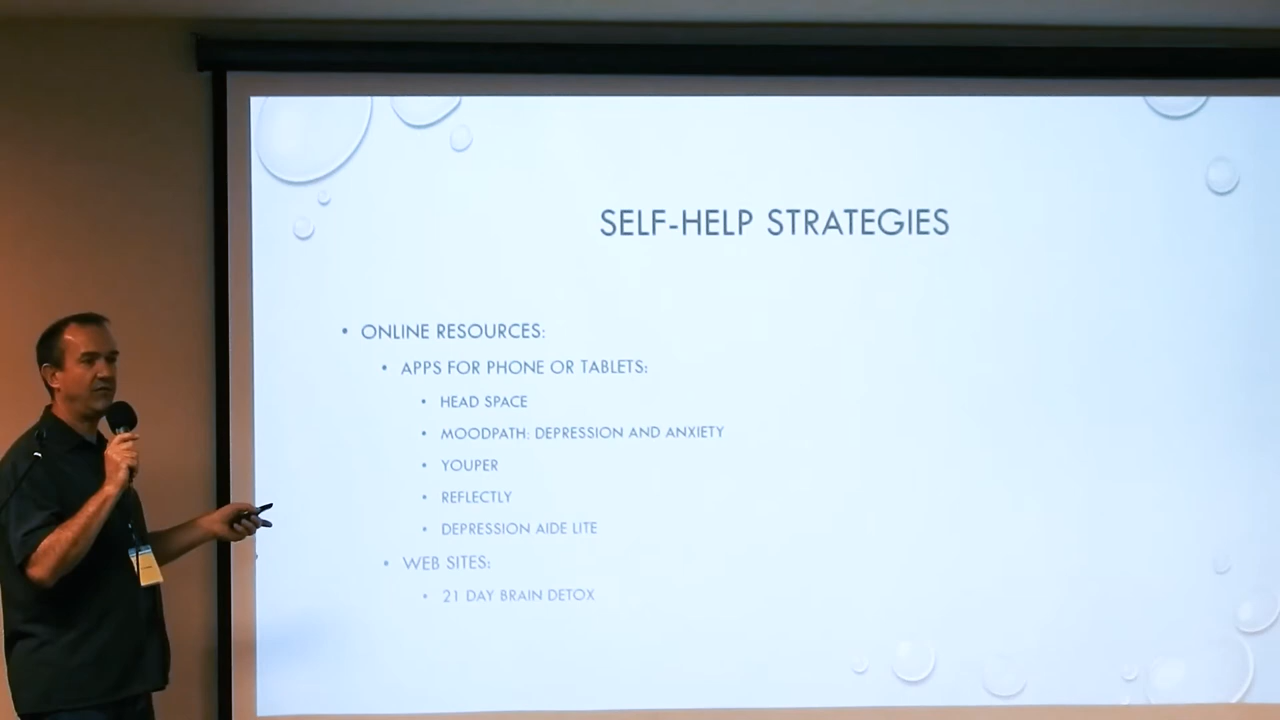 SELF-HELP STRATEGIES
• ONLINE RESOURCES:
• APPS FOR PHONE OR TABLETS:
• HEAD SPACE
• MOODPATH: DEPRESSION AND ANXIETY
• YOUPER
• REFLECTLY
• DEPRESSION AIDE LITE
• WEB SITES:
• 21 DAY BRAIN DETOX